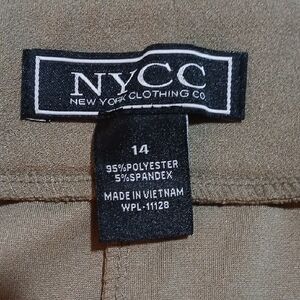 NYCC
NEW YORK CLOTHING CO
14
95%POLYESTER
5%SPANDEX
MADE IN VIETNAM
WPL-11128